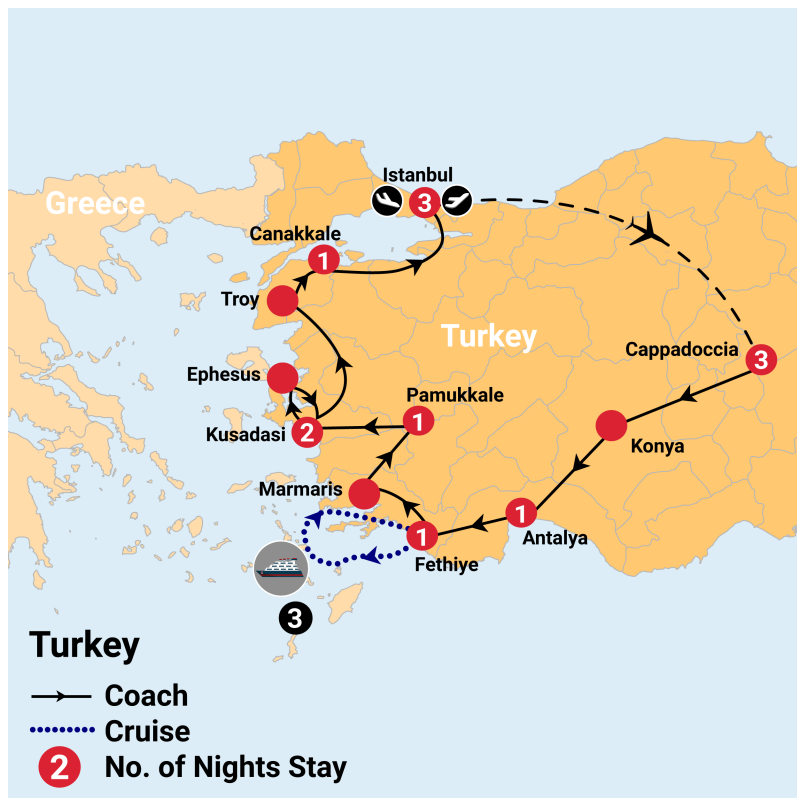 Istanbul
3
Greece
Canakkale
1
Troy
Turkey
Cappadoccia
3
Ephesus
Pamukkale
1
Kusadasi
2
Konya
Marmaris
1
Antalya
1
Fethiye
3
Turkey
Coach
Cruise
2 No. of Nights Stay